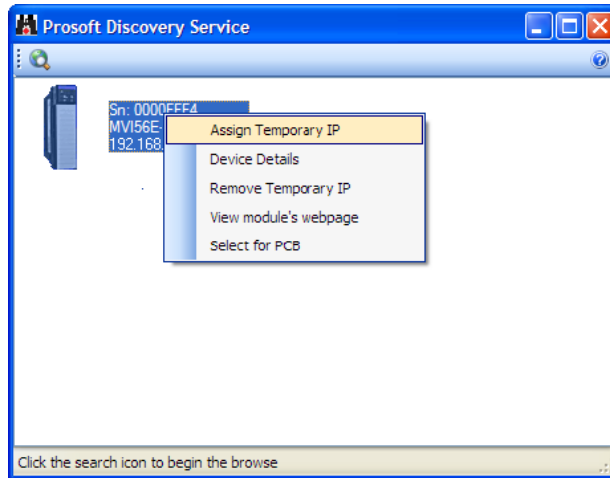 Prosoft Discovery Service
Sn: 0000FFF4
MVI56E-
192.168.
Assign Temporary IP
Device Details
Remove Temporary IP
View module's webpage
Select for PCB
Click the search icon to begin the browse